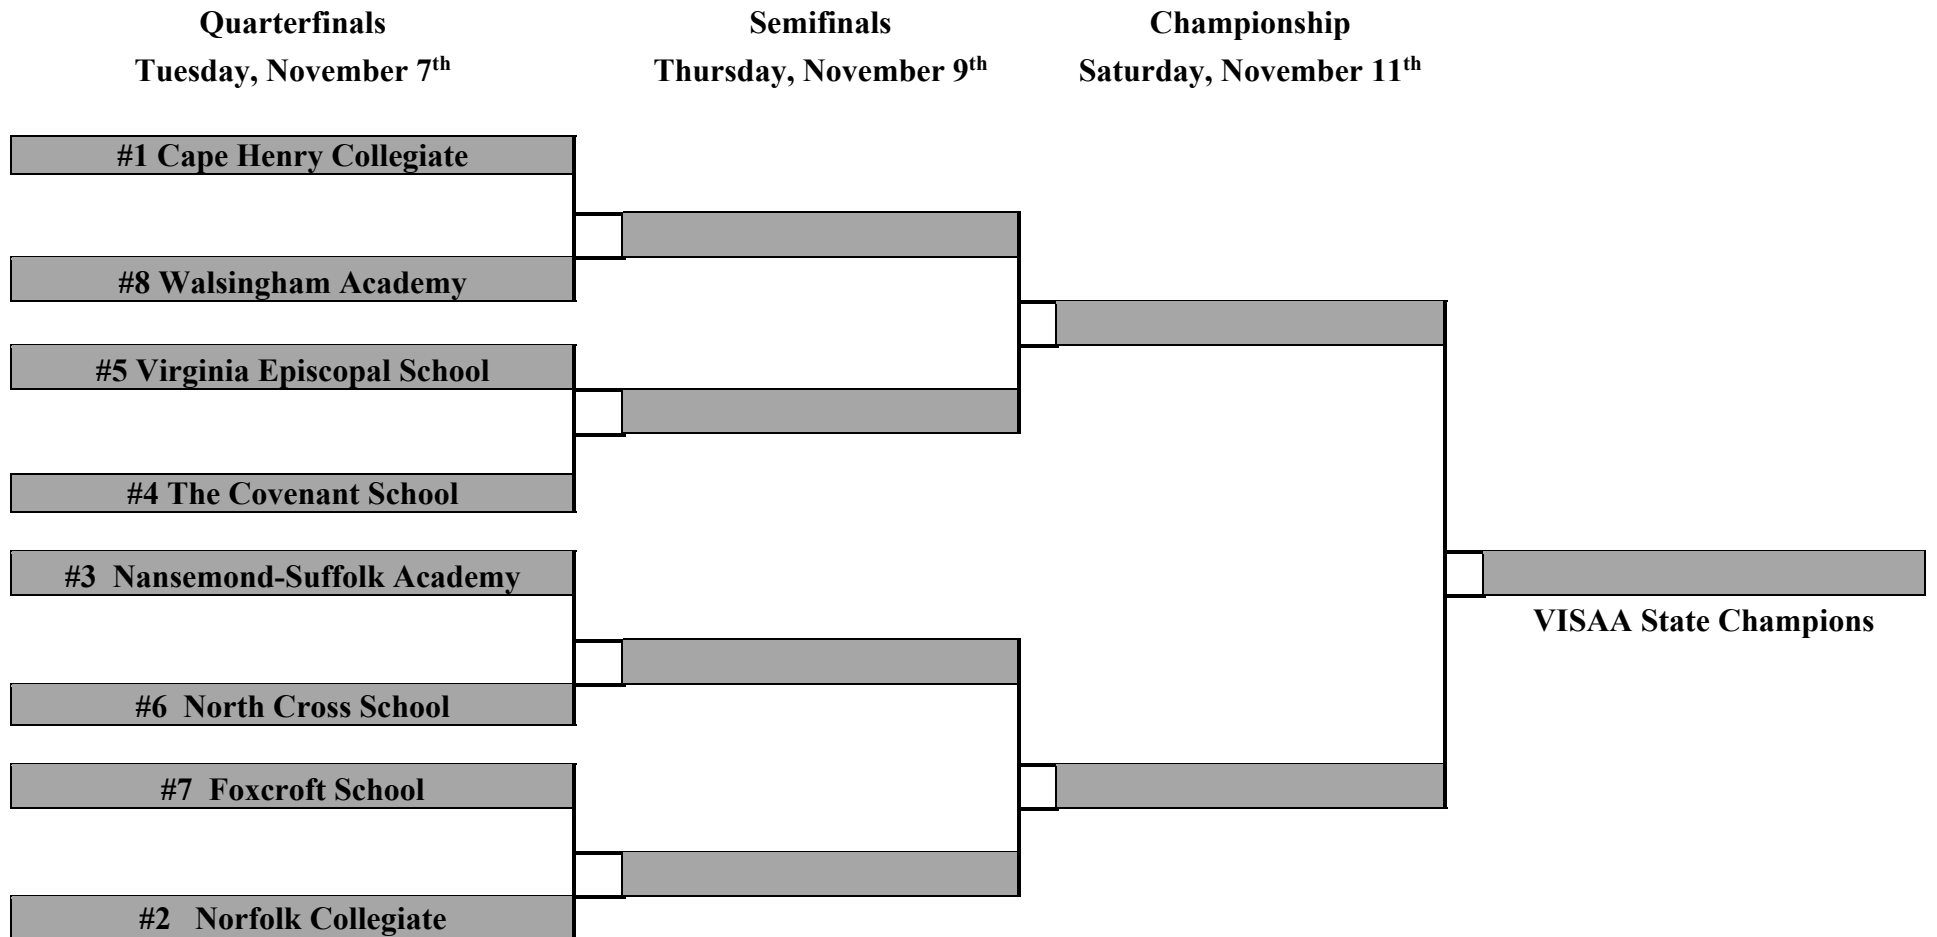 Quarterfinals
Tuesday, November 7th
Semifinals
Thursday, November 9th
Championship
Saturday, November 11th
#1 Cape Henry Collegiate
#8 Walsingham Academy
#5 Virginia Episcopal School
#4 The Covenant School
#3  Nansemond-Suffolk Academy
#6  North Cross School
#7  Foxcroft School
#2   Norfolk Collegiate
VISAA State Champions